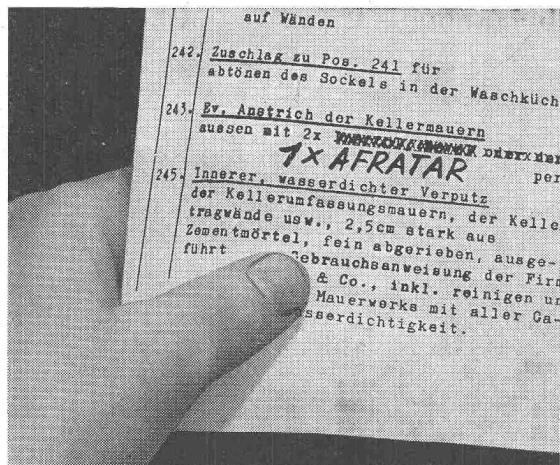 auf Wänden
242. Zuschlag zu Pos. 241 für
abtönen des Sockels in der Waschküch
243. Ev. Anstrich der Kellermauern
aussen mit 2x
1x AFRATAR per
245. Innerer, wasserdichter Verputz
der Kellerumfassungsmauern, der Kelle
tragwände usw., 2,5cm stark aus
Zementmörtel, fein abgerieben, ausge-
führt Gebrauchsanweisung der Firm
& Co., inkl. reinigen un
Mauerwerks mit aller Ga-
sserdichtigkeit.